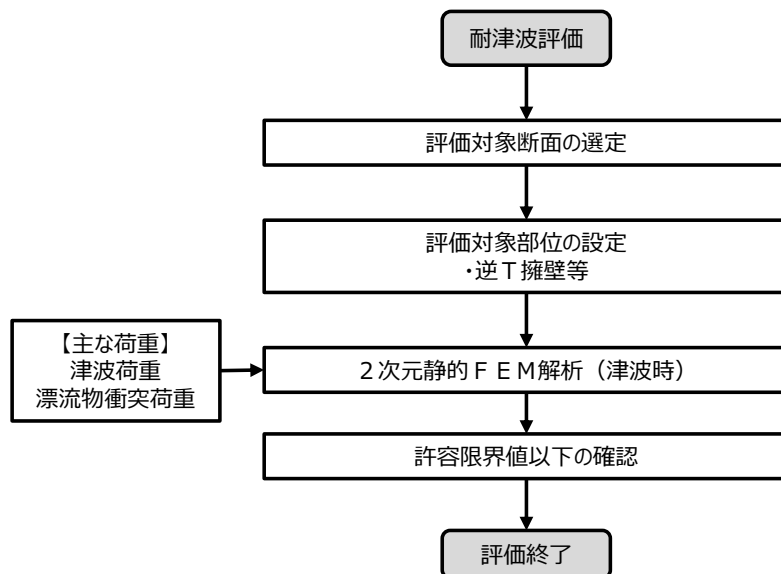 耐津波評価
評価対象断面の選定
評価対象部位の設定
・逆T擁壁等
【主な荷重】
津波荷重
漂流物衝突荷重
２次元静的ＦＥＭ解析（津波時）
許容限界値以下の確認
評価終了